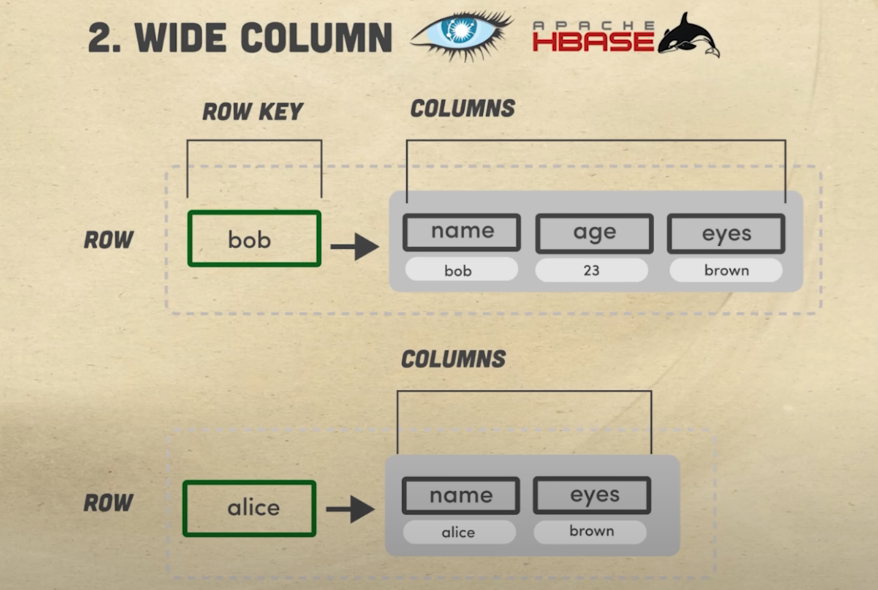 2. WIDE COLUMN APACHE HBASE
ROW KEY COLUMNS
ROW bob name age eyes
bob 23 brown
COLUMNS
ROW alice name eyes
alice brown